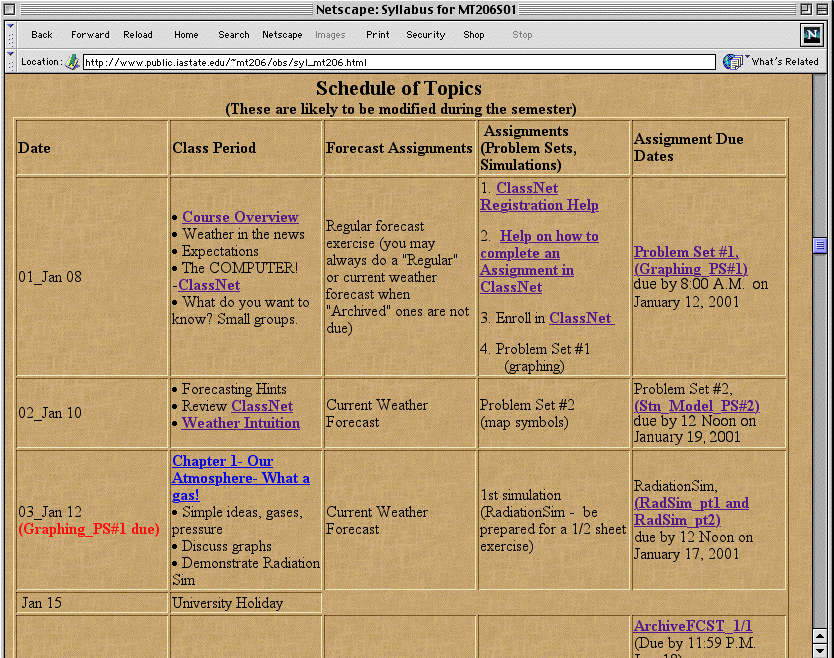 Netscape: Syllabus for MT206S01
Back Forward Reload Home Search Netscape Images Print Security Shop Stop
Location: http://www.public.iastate.edu/~mt206/obs/syl_mt206.html What's Related
Schedule of Topics
(These are likely to be modified during the semester)
Date
Class Period
Forecast Assignments
Assignments
(Problem Sets,
Simulations)
Assignment Due
Dates
01_Jan 08
• Course Overview
• Weather in the news
• Expectations
• The COMPUTER!
-ClassNet
• What do you want to
know? Small groups.
Regular forecast
exercise (you may
always do a "Regular"
or current weather
forecast when
"Archived" ones are not
due)
1. ClassNet
Registration Help
2. Help on how to
complete an
Assignment in
ClassNet
3. Enroll in ClassNet
4. Problem Set #1
(graphing)
Problem Set #1,
(Graphing_PS#1)
due by 8:00 A.M. on
January 12, 2001
02_Jan 10
• Forecasting Hints
• Review ClassNet
• Weather Intuition
Current Weather
Forecast
Problem Set #2
(map symbols)
Problem Set #2,
(Stn_Model_PS#2)
due by 12 Noon on
January 19, 2001
03_Jan 12
(Graphing_PS#1 due)
Chapter 1- Our
Atmosphere- What a
gas!
• Simple ideas, gases,
pressure
• Discuss graphs
• Demonstrate Radiation
Sim
Current Weather
Forecast
1st simulation
(RadiationSim - be
prepared for a 1/2 sheet
exercise)
RadiationSim,
(RadSim_pt1 and
RadSim_pt2)
due by 12 Noon on
January 17, 2001
Jan 15
University Holiday
ArchiveFCST_1/1
(Due by 11:59 P.M.